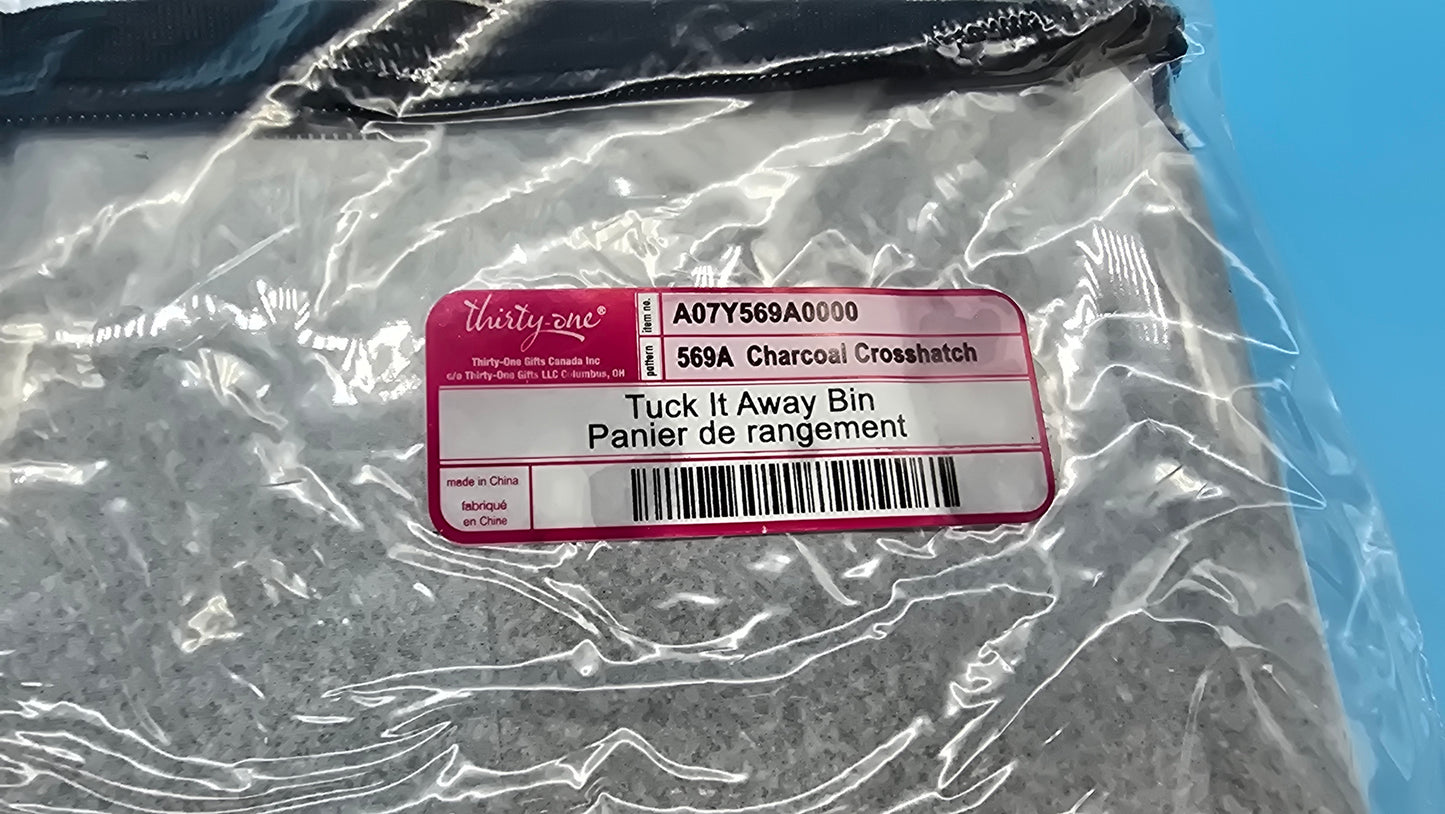 thirty-one®
Thirty-One Gifts Canada Inc
c/o Thirty-One Gifts LLC Columbus, OH
item no.
A07Y569A0000
pattern
569A Charcoal Crosshatch
Tuck It Away Bin
Panier de rangement
made in China
fabriqué
en Chine